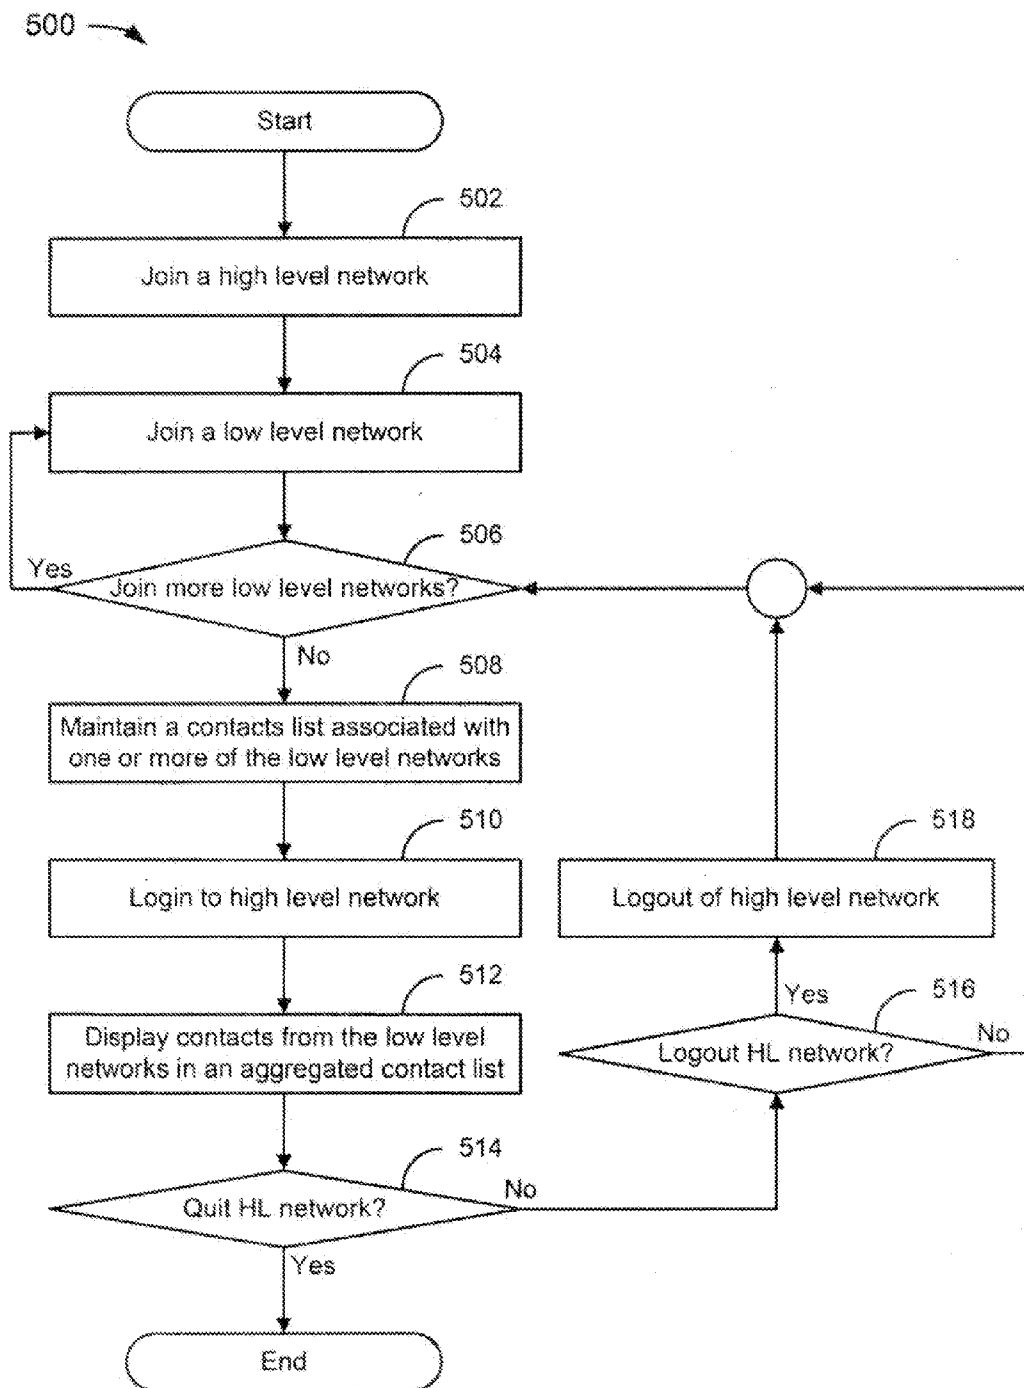 500
Start
502
Join a high level network
504
Join a low level network
506
Yes
Join more low level networks?
No
508
Maintain a contacts list associated with
one or more of the low level networks
510
Login to high level network
518
Logout of high level network
512
Display contacts from the low level
networks in an aggregated contact list
Yes
516
Logout HL network?
No
514
Quit HL network?
No
Yes
End